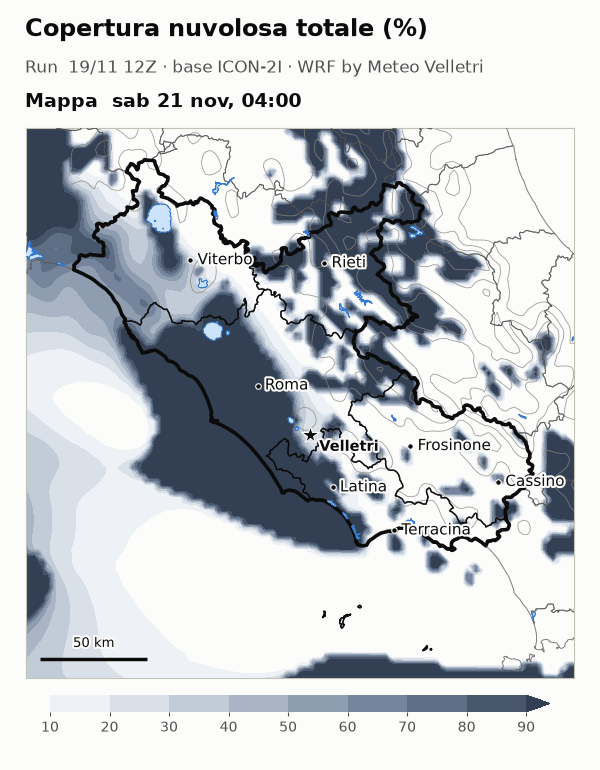 Copertura nuvolosa totale (%)
Run  19/11 12Z · base ICON-2I · WRF by Meteo Velletri
Mappa  sab 21 nov, 04:00
Viterbo
Rieti
Roma
Velletri
Frosinone
Latina
Cassino
Terracina
50 km
10 20 30 40 50 60 70 80 90